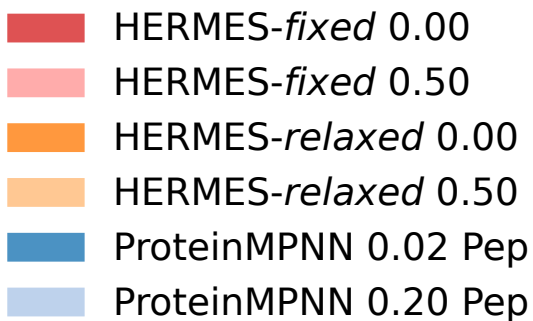 HERMES-fixed 0.00
HERMES-fixed 0.50
HERMES-relaxed 0.00
HERMES-relaxed 0.50
ProteinMPNN 0.02 Pep
ProteinMPNN 0.20 Pep